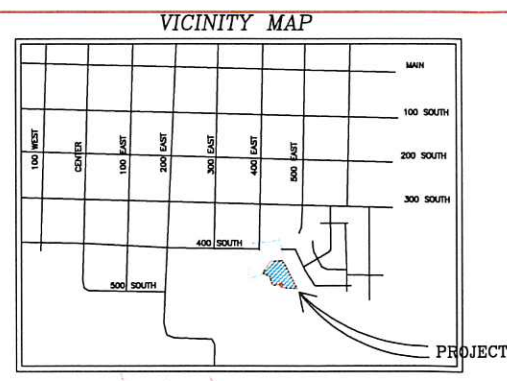 VICINITY MAP
MAIN
100 SOUTH
200 SOUTH
300 SOUTH
100 WEST
CENTER
100 EAST
200 EAST
300 EAST
400 EAST
500 EAST
400 SOUTH
500 SOUTH
PROJECT